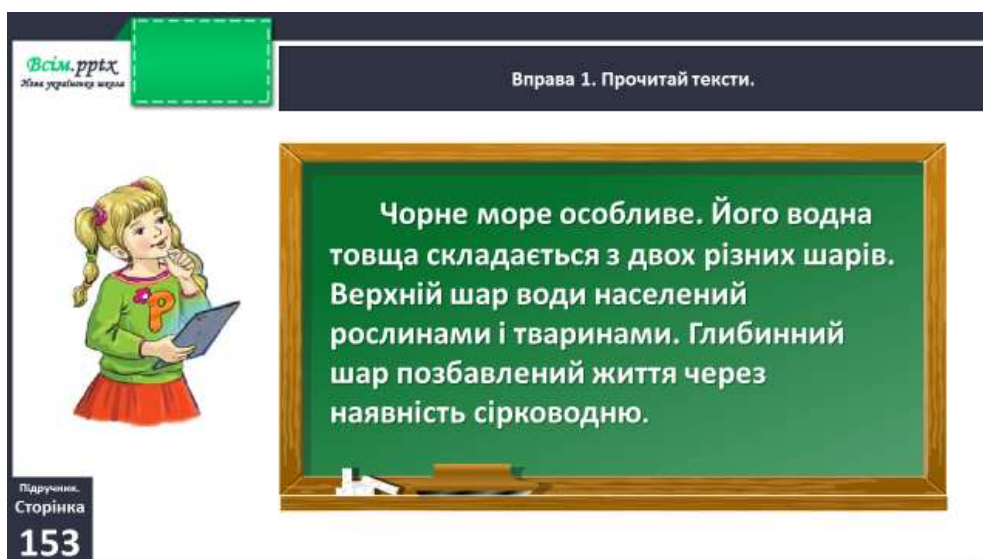 Всім.pptx
Нова українська школа
Вправа 1. Прочитай тексти.
Чорне море особливе. Його водна
товща складається з двох різних шарів.
Верхній шар води населений
рослинами і тваринами. Глибинний
шар позбавлений життя через
наявність сірководню.
Р
Підручник.
Сторінка
153